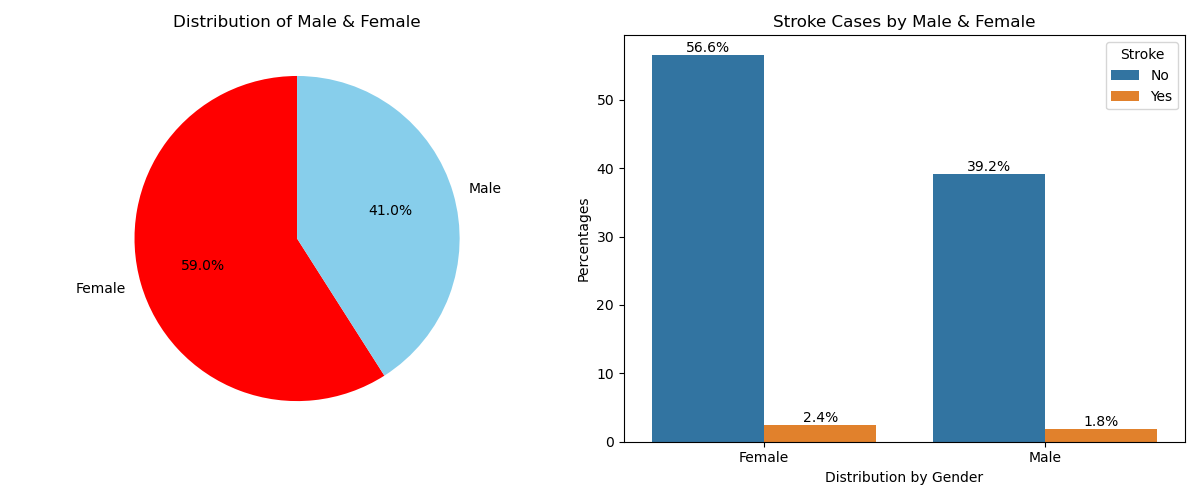 Distribution of Male & Female
Male
41.0%
59.0%
Female
Stroke Cases by Male & Female
56.6%
Stroke
No
Yes
50
40
39.2%
30
Percentages
20
10
2.4%
1.8%
0
Female
Male
Distribution by Gender